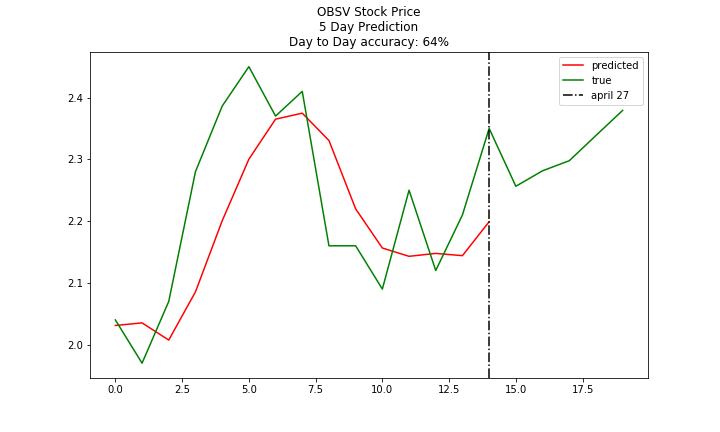 OBSV Stock Price
5 Day Prediction
Day to Day accuracy: 64%
predicted
true
april 27
2.4
2.3
2.2
2.1
2.0
0.0 2.5 5.0 7.5 10.0 12.5 15.0 17.5